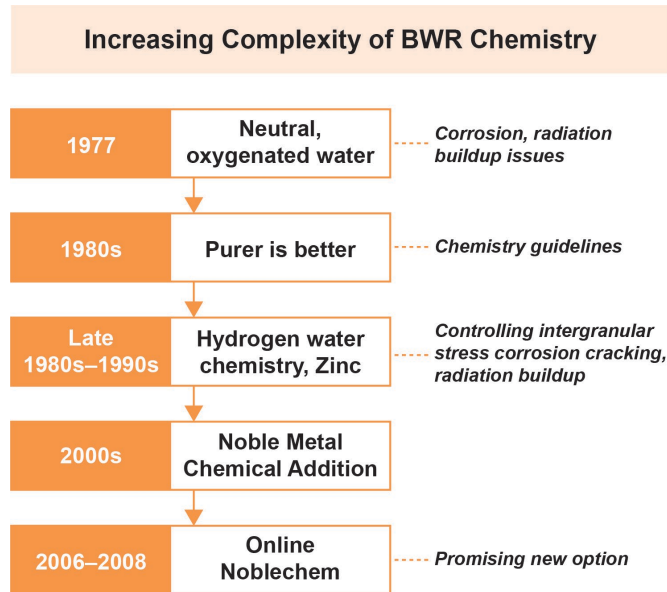 Increasing Complexity of BWR Chemistry
1977
Neutral,
oxygenated water
Corrosion, radiation
buildup issues
1980s
Purer is better
Chemistry guidelines
Late
1980s–1990s
Hydrogen water
chemistry, Zinc
Controlling intergranular
stress corrosion cracking,
radiation buildup
2000s
Noble Metal
Chemical Addition
2006–2008
Online
Noblechem
Promising new option